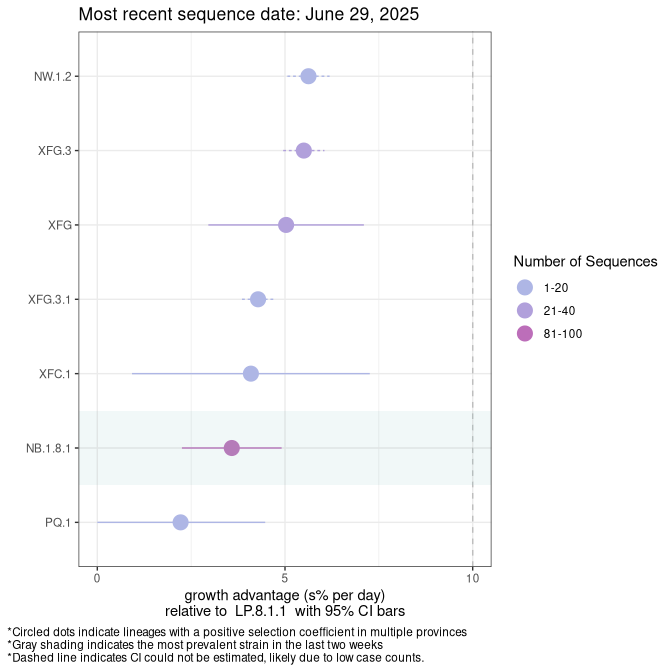 Most recent sequence date: June 29, 2025
NW.1.2
XFG.3
XFG
XFG.3.1
XFC.1
NB.1.8.1
PQ.1
0 5 10
growth advantage (s% per day)
relative to LP.8.1.1 with 95% CI bars
Number of Sequences
1-20
21-40
81-100
*Circled dots indicate lineages with a positive selection coefficient in multiple provinces
*Gray shading indicates the most prevalent strain in the last two weeks
*Dashed line indicates CI could not be estimated, likely due to low case counts.